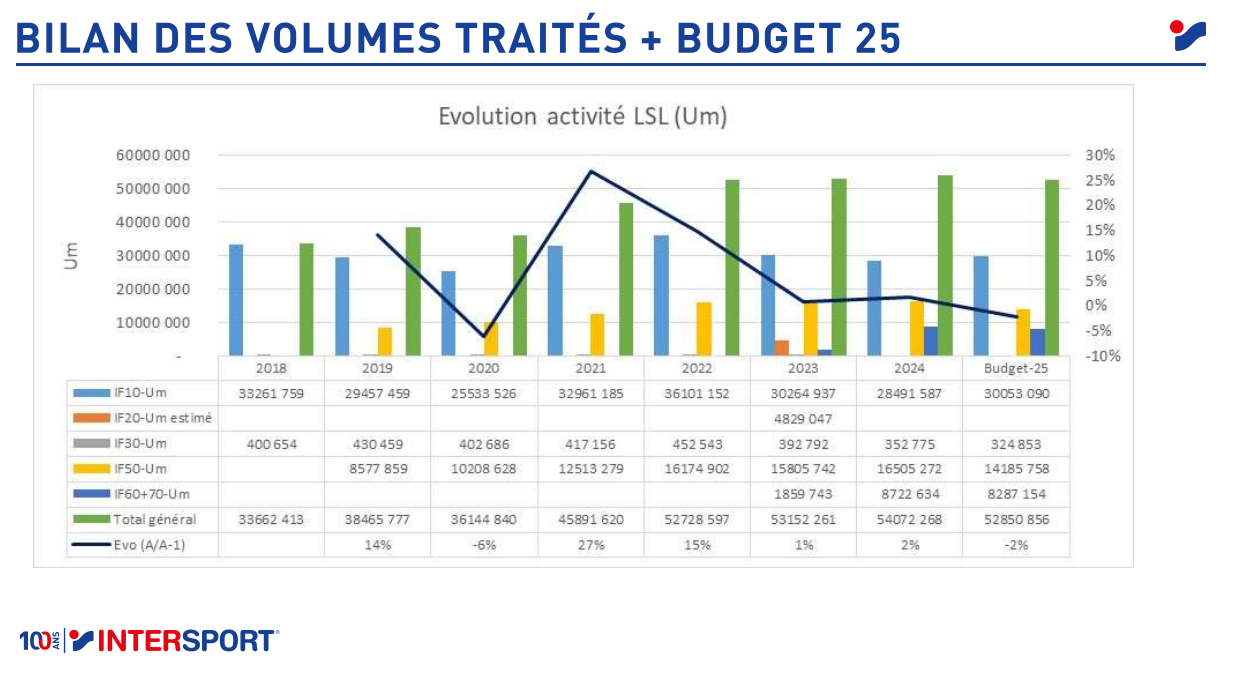 BILAN DES VOLUMES TRAITÉS + BUDGET 25
Evolution activité LSL (Um)
Um
60000 000
50000 000
40000 000
30000 000
20000 000
10000 000
-
30%
25%
20%
15%
10%
5%
0%
-5%
-10%
2018 2019 2020 2021 2022 2023 2024 Budget-25
IF10-Um 33261 759 29457 459 25533 526 32961 185 36101 152 30264 937 28491 587 30053 090
IF20-Um estimé 4829 047
IF30-Um 400 654 430 459 402 686 417 156 452 543 392 792 352 775 324 853
IF50-Um 8577 859 10208 628 12513 279 16174 902 15805 742 16505 272 14185 758
IF60+70-Um 1859 743 8722 634 8287 154
Total général 33662 413 38465 777 36144 840 45891 620 52728 597 53152 261 54072 268 52850 856
Evo (A/A-1) 14% -6% 27% 15% 1% 2% -2%
100 ANS INTERSPORT®